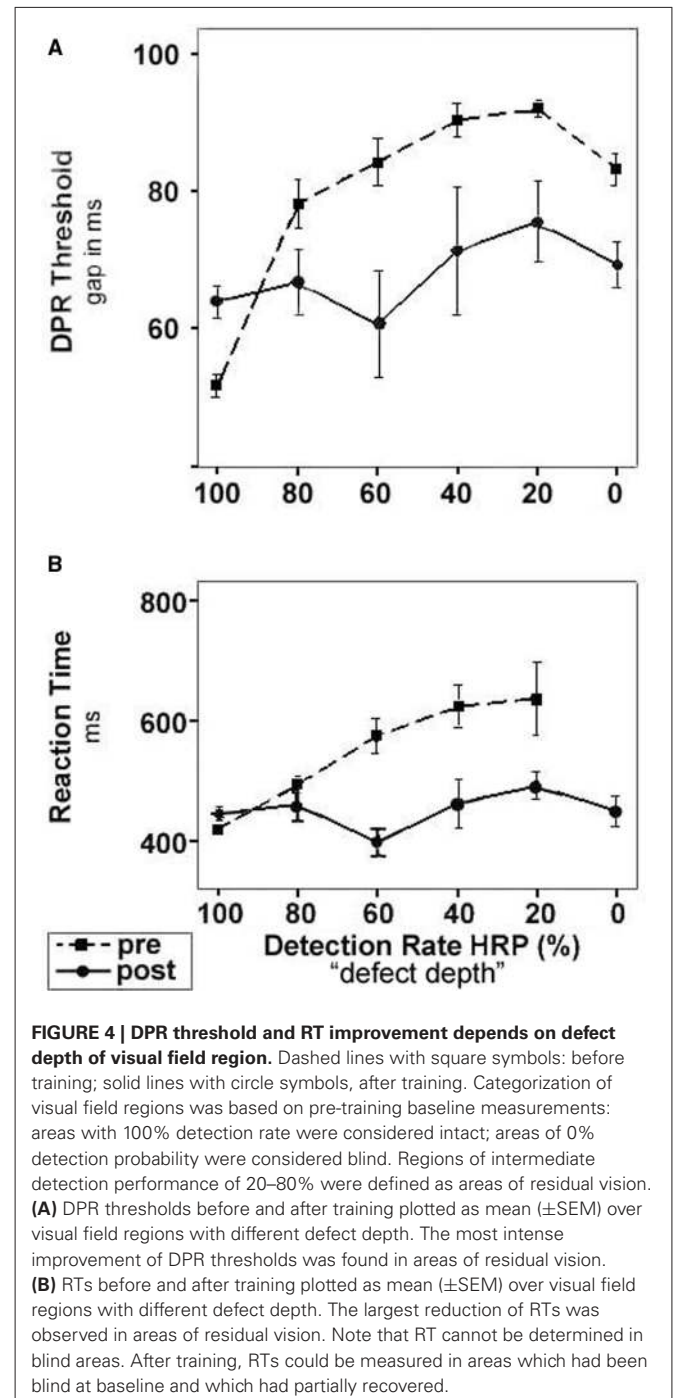 A
100
80
60
DPR Threshold
gap in ms
100 80 60 40 20 0
B
800
600
400
Reaction Time
ms
100 80 60 40 20 0
Detection Rate HRP (%)
“defect depth”
pre
post
FIGURE 4 | DPR threshold and RT improvement depends on defect
depth of visual field region. Dashed lines with square symbols: before
training; solid lines with circle symbols, after training. Categorization of
visual field regions was based on pre-training baseline measurements:
areas with 100% detection rate were considered intact; areas of 0%
detection probability were considered blind. Regions of intermediate
detection performance of 20–80% were defined as areas of residual vision.
(A) DPR thresholds before and after training plotted as mean (±SEM) over
visual field regions with different defect depth. The most intense
improvement of DPR thresholds was found in areas of residual vision.
(B) RTs before and after training plotted as mean (±SEM) over visual field
regions with different defect depth. The largest reduction of RTs was
observed in areas of residual vision. Note that RT cannot be determined in
blind areas. After training, RTs could be measured in areas which had been
blind at baseline and which had partially recovered.